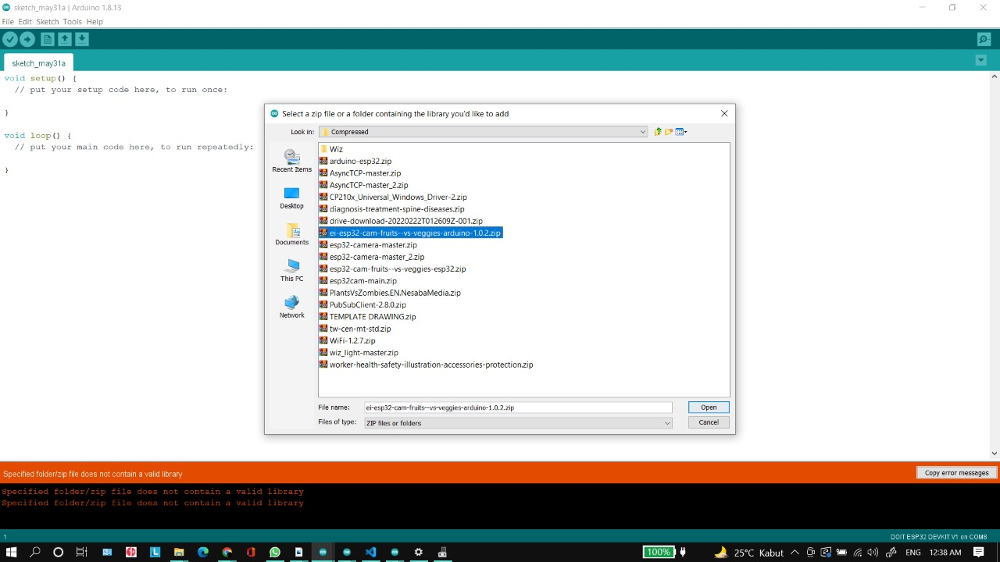 sketch_may31a | Arduino 1.8.13
File Edit Sketch Tools Help
sketch_may31a
void setup() {
// put your setup code here, to run once:
}
void loop() {
// put your main code here, to run repeatedly:
}
Select a zip file or a folder containing the library you'd like to add
Look in: Compressed
Recent Items
Desktop
Documents
This PC
Network
Wiz
arduino-esp32.zip
AsyncTCP-master.zip
AsyncTCP-master_2.zip
CP210x_Universal_Windows_Driver-2.zip
diagnosis-treatment-spine-diseases.zip
drive-download-20220222T012609Z-001.zip
ei-esp32-cam-fruits--vs-veggies-arduino-1.0.2.zip
esp32-camera-master.zip
esp32-camera-master_2.zip
esp32-cam-fruits--vs-veggies-esp32.zip
esp32cam-main.zip
PlantsVsZombies.EN.NesabaMedia.zip
PubSubClient-2.8.0.zip
TEMPLATE DRAWING.zip
tw-cen-mt-std.zip
WiFi-1.2.7.zip
wiz_light-master.zip
worker-health-safety-illustration-accessories-protection.zip
File name: ei-esp32-cam-fruits--vs-veggies-arduino-1.0.2.zip Open
Files of type: ZIP files or folders Cancel
Specified folder/zip file does not contain a valid library Copy error messages
Specified folder/zip file does not contain a valid library
Specified folder/zip file does not contain a valid library
1 DOIT ESP32 DEVKIT V1 on COM8
100% 25°C Kabut ENG 12:38 AM